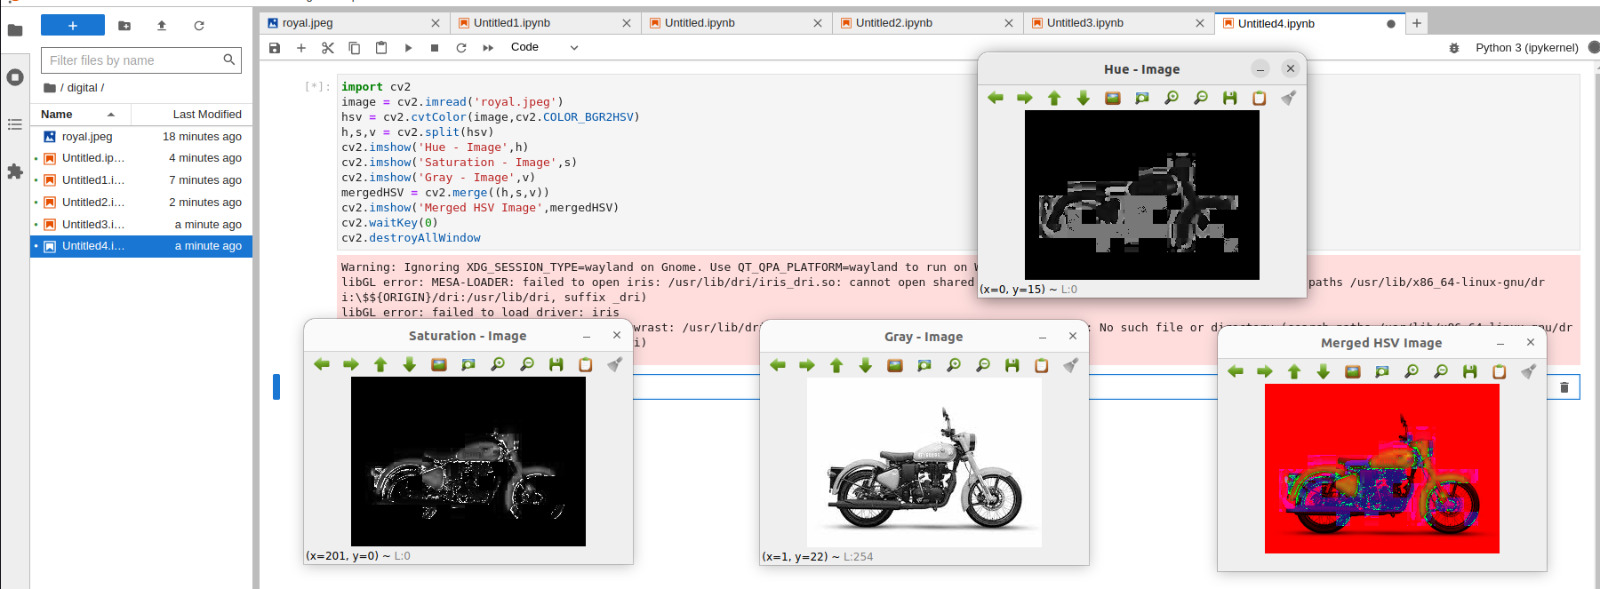 royal.jpeg
Untitled1.ipynb
Untitled.ipynb
Untitled2.ipynb
Untitled3.ipynb
Untitled4.ipynb
Code
Python 3 (ipykernel)
Filter files by name
/ digital /
Name
Last Modified
royal.jpeg
18 minutes ago
Untitled.ip...
4 minutes ago
Untitled1.i...
7 minutes ago
Untitled2.i...
2 minutes ago
Untitled3.i...
a minute ago
Untitled4.i...
a minute ago
[*]:
import cv2
image = cv2.imread('royal.jpeg')
hsv = cv2.cvtColor(image,cv2.COLOR_BGR2HSV)
h,s,v = cv2.split(hsv)
cv2.imshow('Hue - Image',h)
cv2.imshow('Saturation - Image',s)
cv2.imshow('Gray - Image',v)
mergedHSV = cv2.merge((h,s,v))
cv2.imshow('Merged HSV Image',mergedHSV)
cv2.waitKey(0)
cv2.destroyAllWindow
Warning: Ignoring XDG_SESSION_TYPE=wayland on Gnome. Use QT_QPA_PLATFORM=wayland to run on
libGL error: MESA-LOADER: failed to open iris: /usr/lib/dri/iris_dri.so: cannot open shared paths /usr/lib/x86_64-linux-gnu/dr
i:\$${ORIGIN}/dri:/usr/lib/dri, suffix _dri)
libGL error: failed to load driver: iris
wrast: /usr/lib/dri : No such file or
Hue - Image
(x=0, y=15) ~ L:0
Saturation - Image
(x=201, y=0) ~ L:0
Gray - Image
(x=1, y=22) ~ L:254
Merged HSV Image